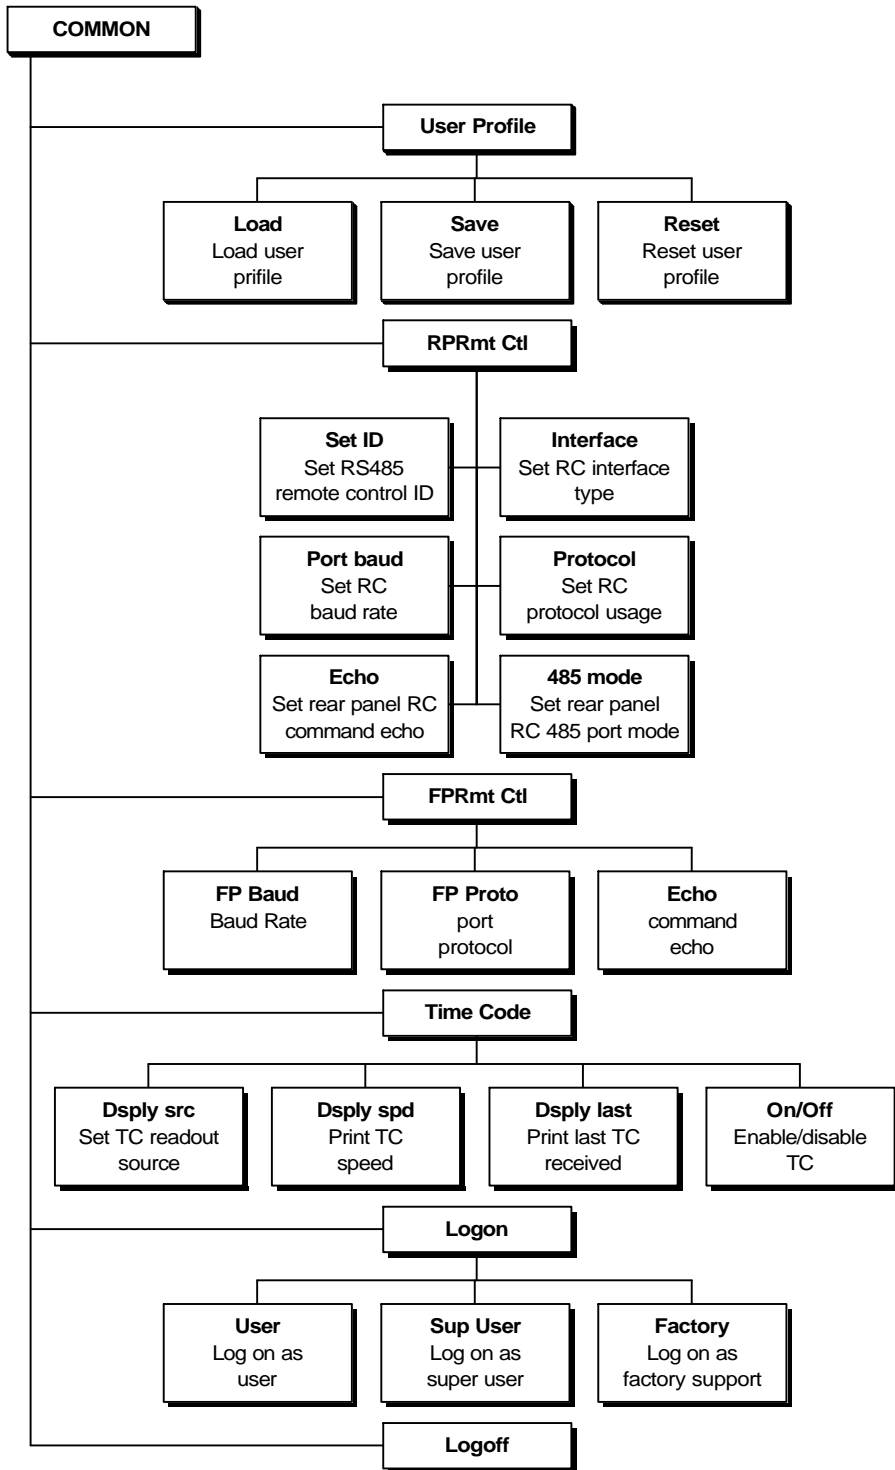 COMMON
User Profile
Load
Load user
prifile
Save
Save user
profile
Reset
Reset user
profile
RPRmt Ctl
Set ID
Set RS485
remote control ID
Interface
Set RC interface
type
Port baud
Set RC
baud rate
Protocol
Set RC
protocol usage
Echo
Set rear panel RC
command echo
485 mode
Set rear panel
RC 485 port mode
FPRmt Ctl
FP Baud
Baud Rate
FP Proto
port
protocol
Echo
command
echo
Time Code
Dsply src
Set TC readout
source
Dsply spd
Print TC
speed
Dsply last
Print last TC
received
On/Off
Enable/disable
TC
Logon
User
Log on as
user
Sup User
Log on as
super user
Factory
Log on as
factory support
Logoff